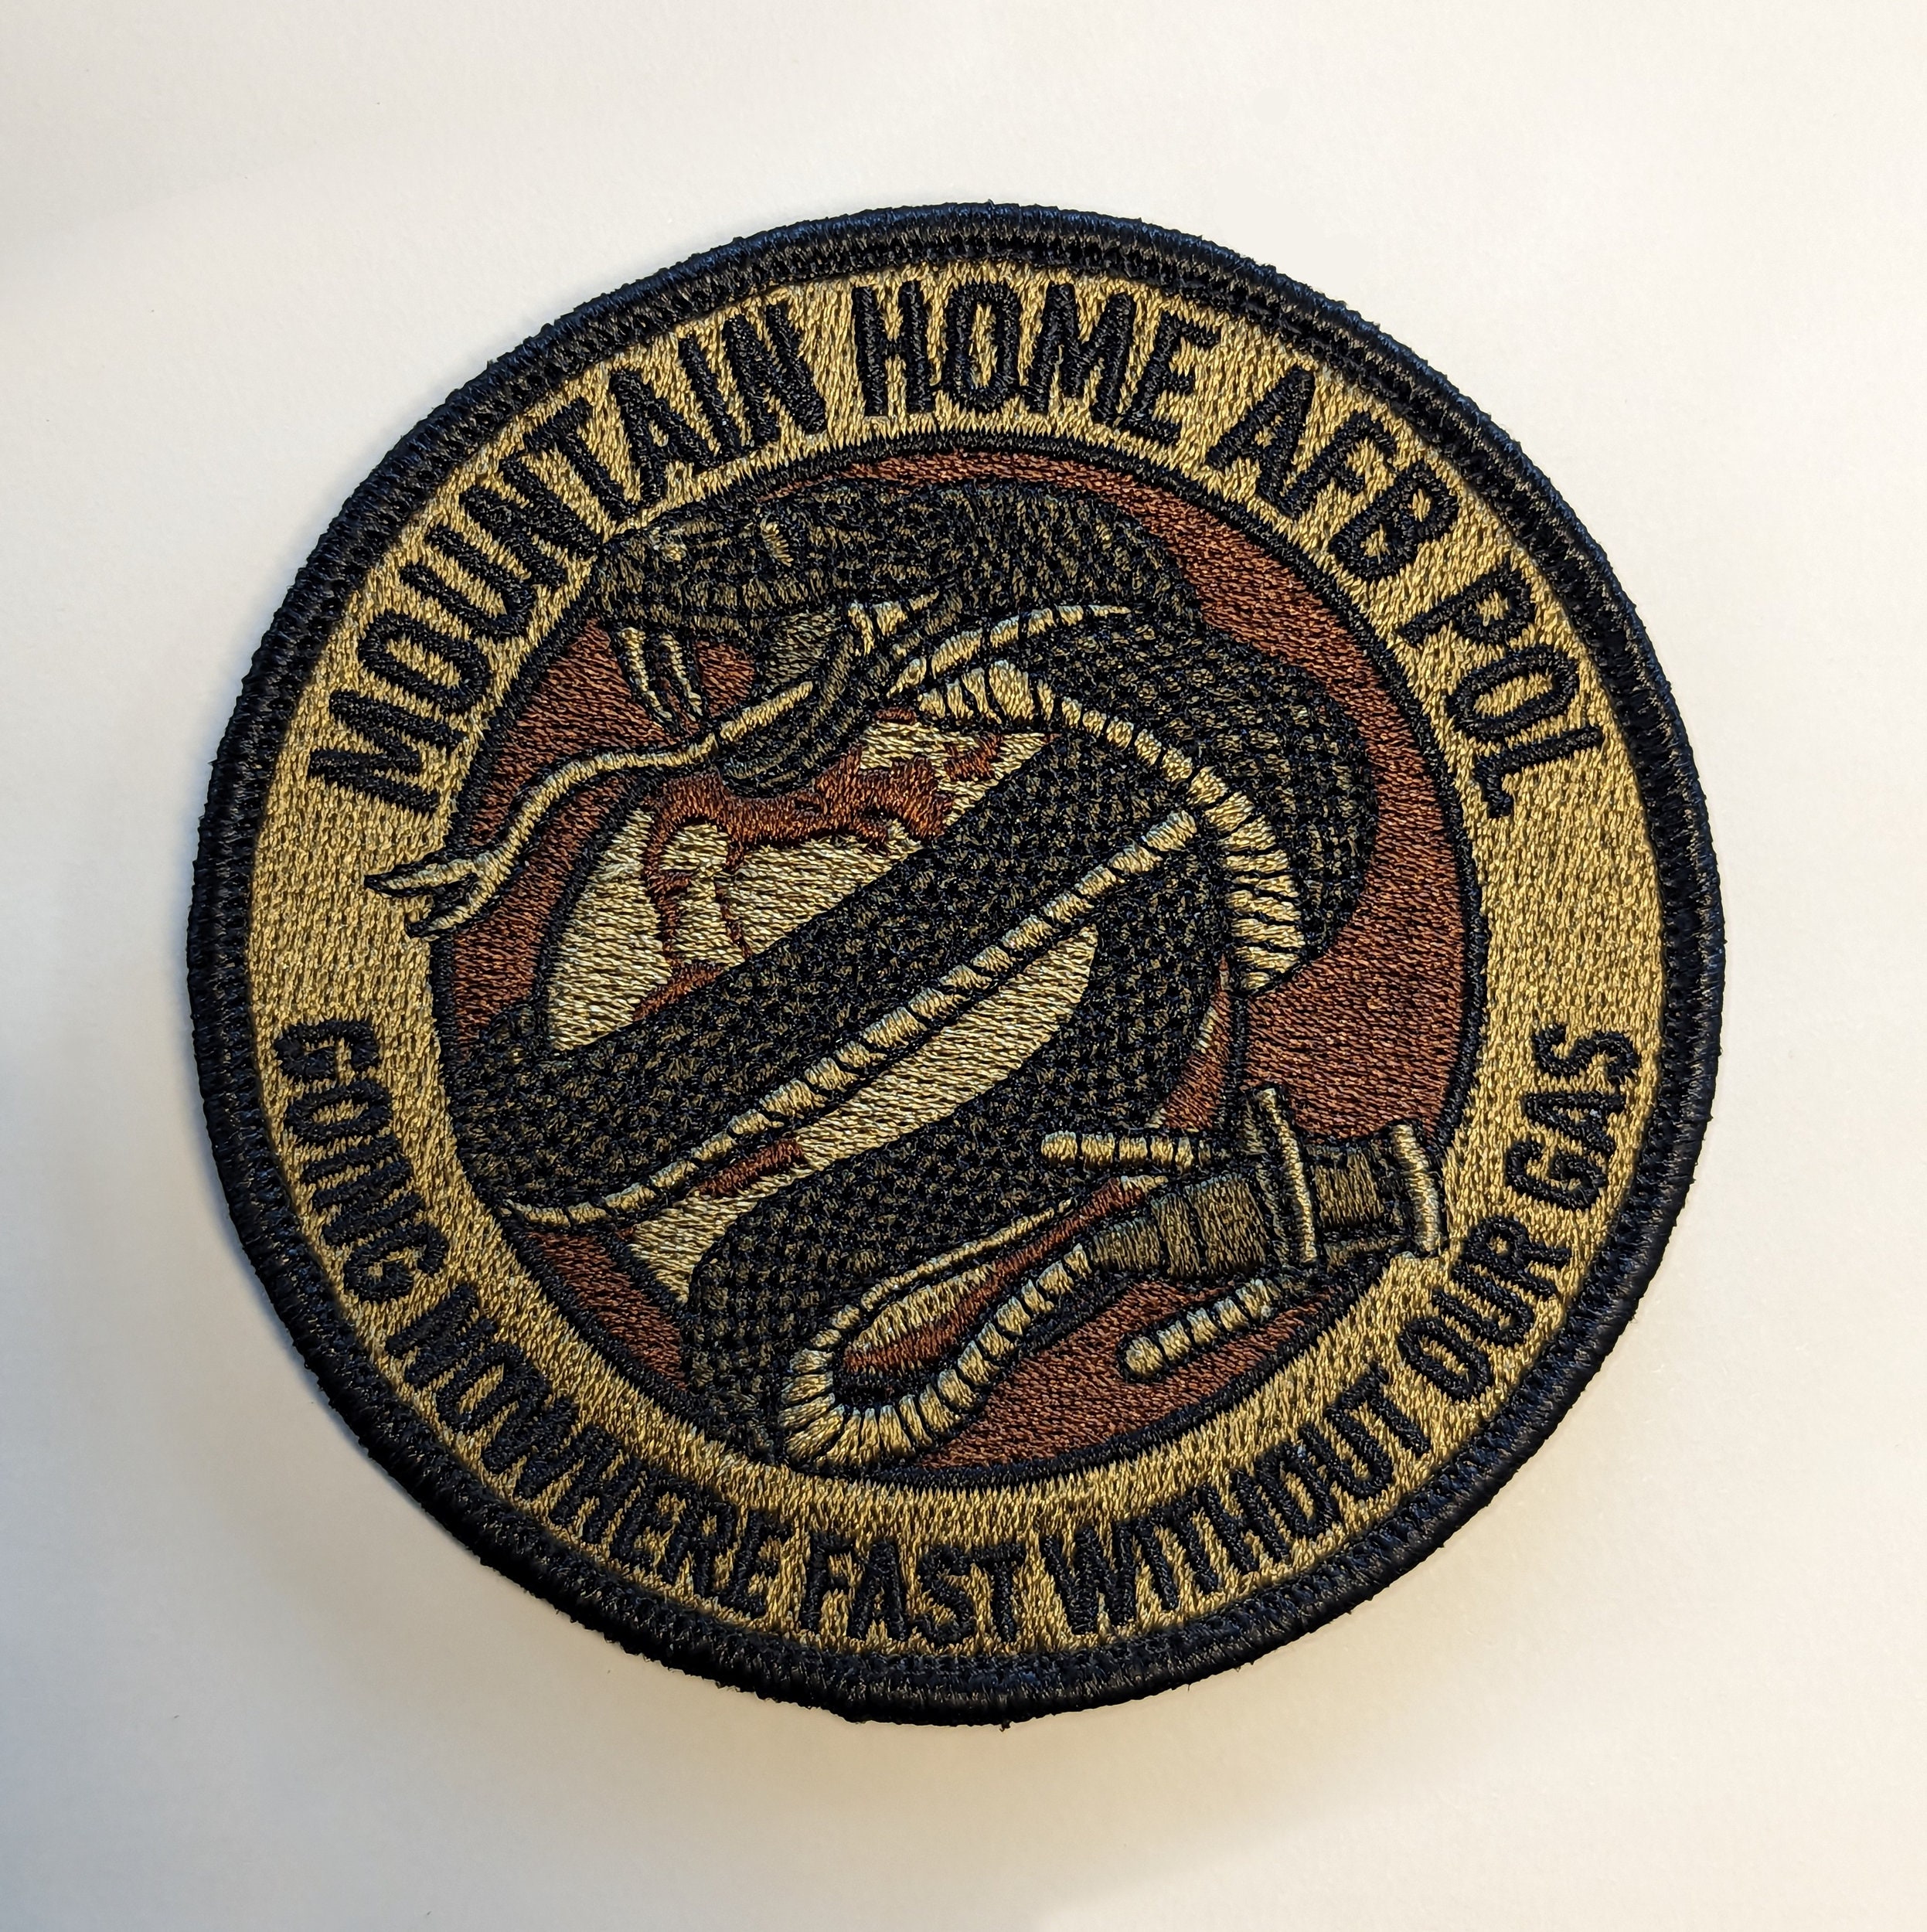 MOUNTAIN HOME AFB POL
GOING NOWHERE FAST WITHOUT OUR GAS